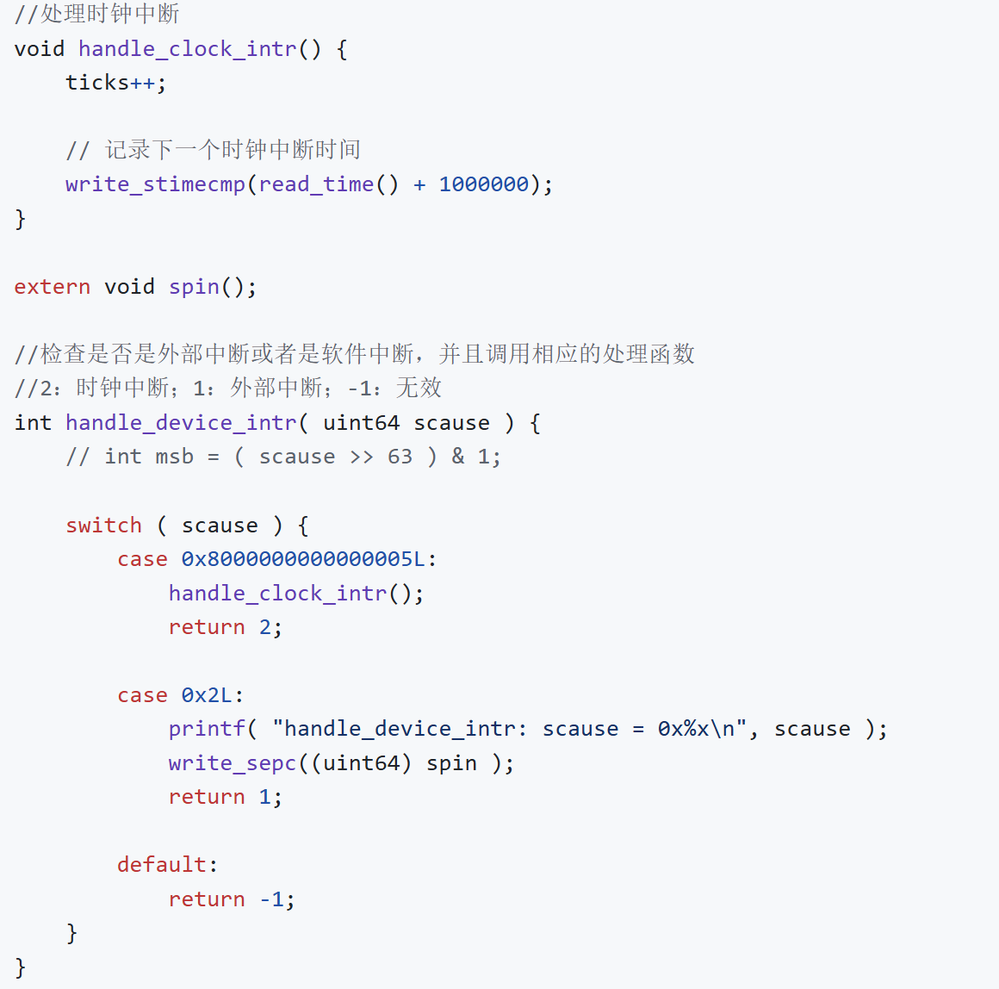 //处理时钟中断
void handle_clock_intr() {
    ticks++;

    // 记录下一个时钟中断时间
    write_stimecmp(read_time() + 1000000);
}

extern void spin();

//检查是否是外部中断或者是软件中断，并且调用相应的处理函数
//2：时钟中断；1：外部中断；-1：无效
int handle_device_intr( uint64 scause ) {
    // int msb = ( scause >> 63 ) & 1;

    switch ( scause ) {
        case 0x8000000000000005L:
            handle_clock_intr();
            return 2;

        case 0x2L:
            printf( "handle_device_intr: scause = 0x%x\n", scause );
            write_sepc((uint64) spin );
            return 1;

        default:
            return -1;
    }
}